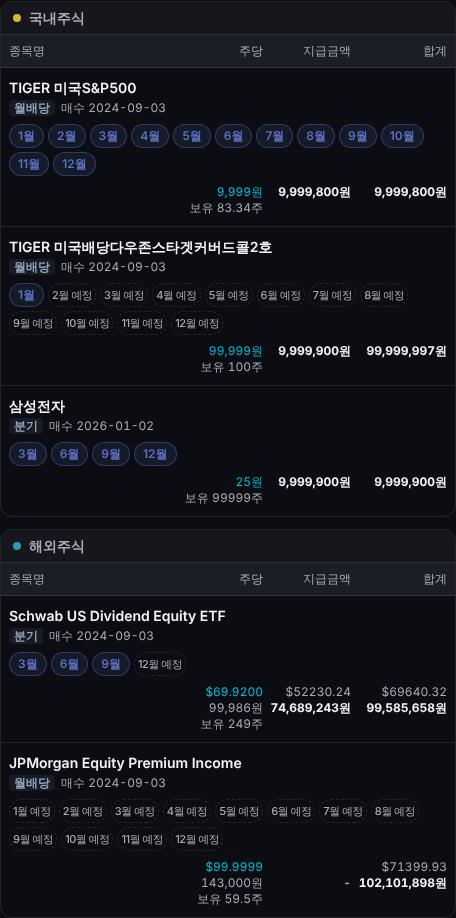 국내주식
종목명 주당 지급금액 합계
TIGER 미국S&P500
월배당 매수 2024-09-03
1월 2월 3월 4월 5월 6월 7월 8월 9월 10월
11월 12월
9,999원 9,999,800원 9,999,800원
보유 83.34주
TIGER 미국배당다우존스타겟커버드콜2호
월배당 매수 2024-09-03
1월 2월 예정 3월 예정 4월 예정 5월 예정 6월 예정 7월 예정 8월 예정
9월 예정 10월 예정 11월 예정 12월 예정
99,999원 9,999,900원 99,999,997원
보유 100주
삼성전자
분기 매수 2026-01-02
3월 6월 9월 12월
25원 9,999,900원 9,999,900원
보유 99999주
해외주식
종목명 주당 지급금액 합계
Schwab US Dividend Equity ETF
분기 매수 2024-09-03
3월 6월 9월 12월 예정
$69.9200 $52230.24 $69640.32
99,986원 74,689,243원 99,585,658원
보유 249주
JPMorgan Equity Premium Income
월배당 매수 2024-09-03
1월 예정 2월 예정 3월 예정 4월 예정 5월 예정 6월 예정 7월 예정 8월 예정
9월 예정 10월 예정 11월 예정 12월 예정
$99.9999 $71399.93
143,000원 - 102,101,898원
보유 59.5주